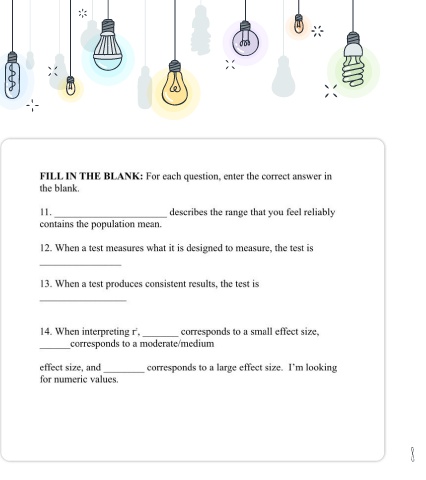 FILL IN THE BLANK: For each question, enter the correct answer in
the blank.
11. ______________________ describes the range that you feel reliably
contains the population mean.
12. When a test measures what it is designed to measure, the test is
________________
13. When a test produces consistent results, the test is
_________________
14. When interpreting r², _______ corresponds to a small effect size,
______corresponds to a moderate/medium
effect size, and ________ corresponds to a large effect size. I'm looking
for numeric values.